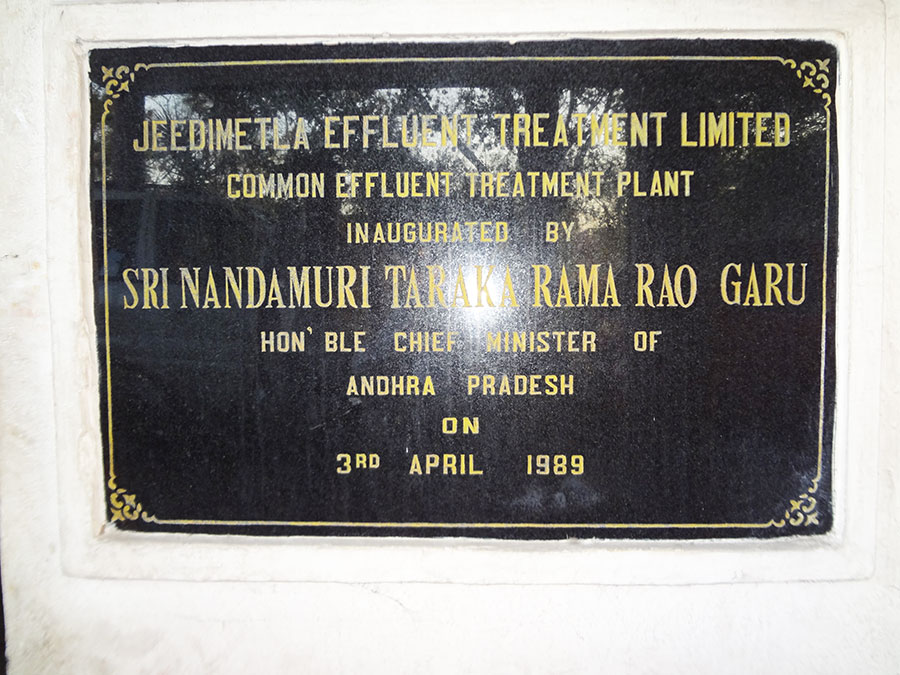 JEEDIMETLA EFFLUENT TREATMENT LIMITED
COMMON EFFLUENT TREATMENT PLANT
INAUGURATED BY
SRI NANDAMURI TARAKA RAMA RAO GARU
HON'BLE CHIEF MINISTER OF
ANDHRA PRADESH
ON
3RD APRIL 1989